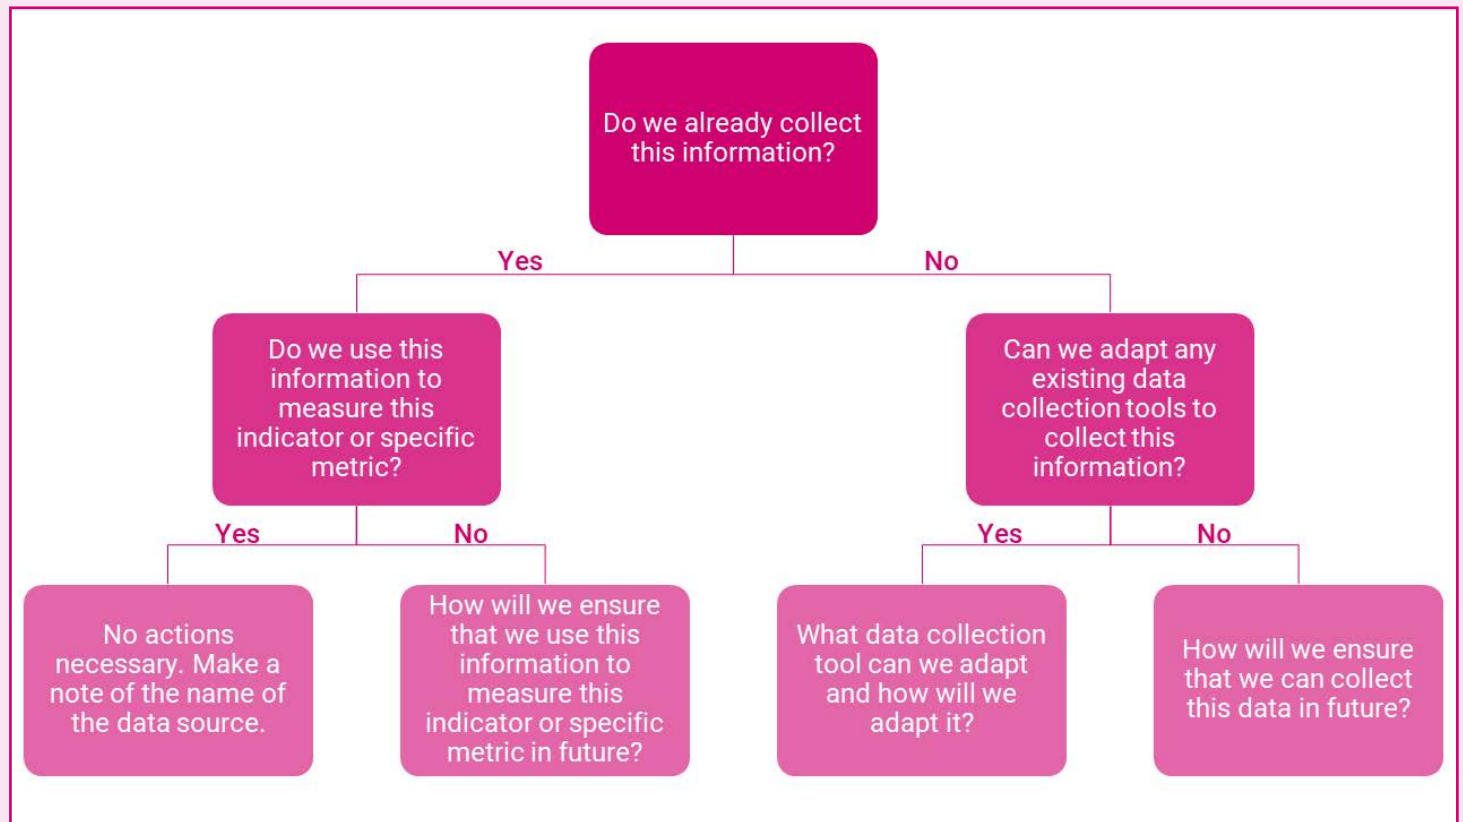 Do we already collect
this information?
Yes
No
Do we use this
information to
measure this
indicator or specific
metric?
Can we adapt any
existing data
collection tools to
collect this
information?
Yes
No
Yes
No
No actions
necessary. Make a
note of the name of
the data source.
How will we ensure
that we use this
information to
measure this
indicator or specific
metric in future?
What data collection
tool can we adapt
and how will we
adapt it?
How will we ensure
that we can collect
this data in future?